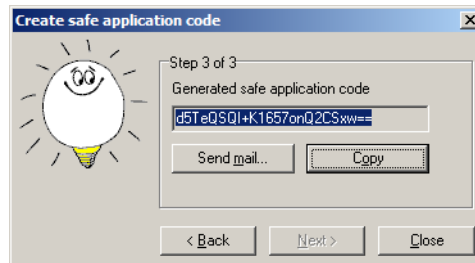 Create safe application code
Step 3 of 3
Generated safe application code
d5TeQSQI+K1657onQ2CSxw==
Send mail...
Copy
< Back
Next >
Close